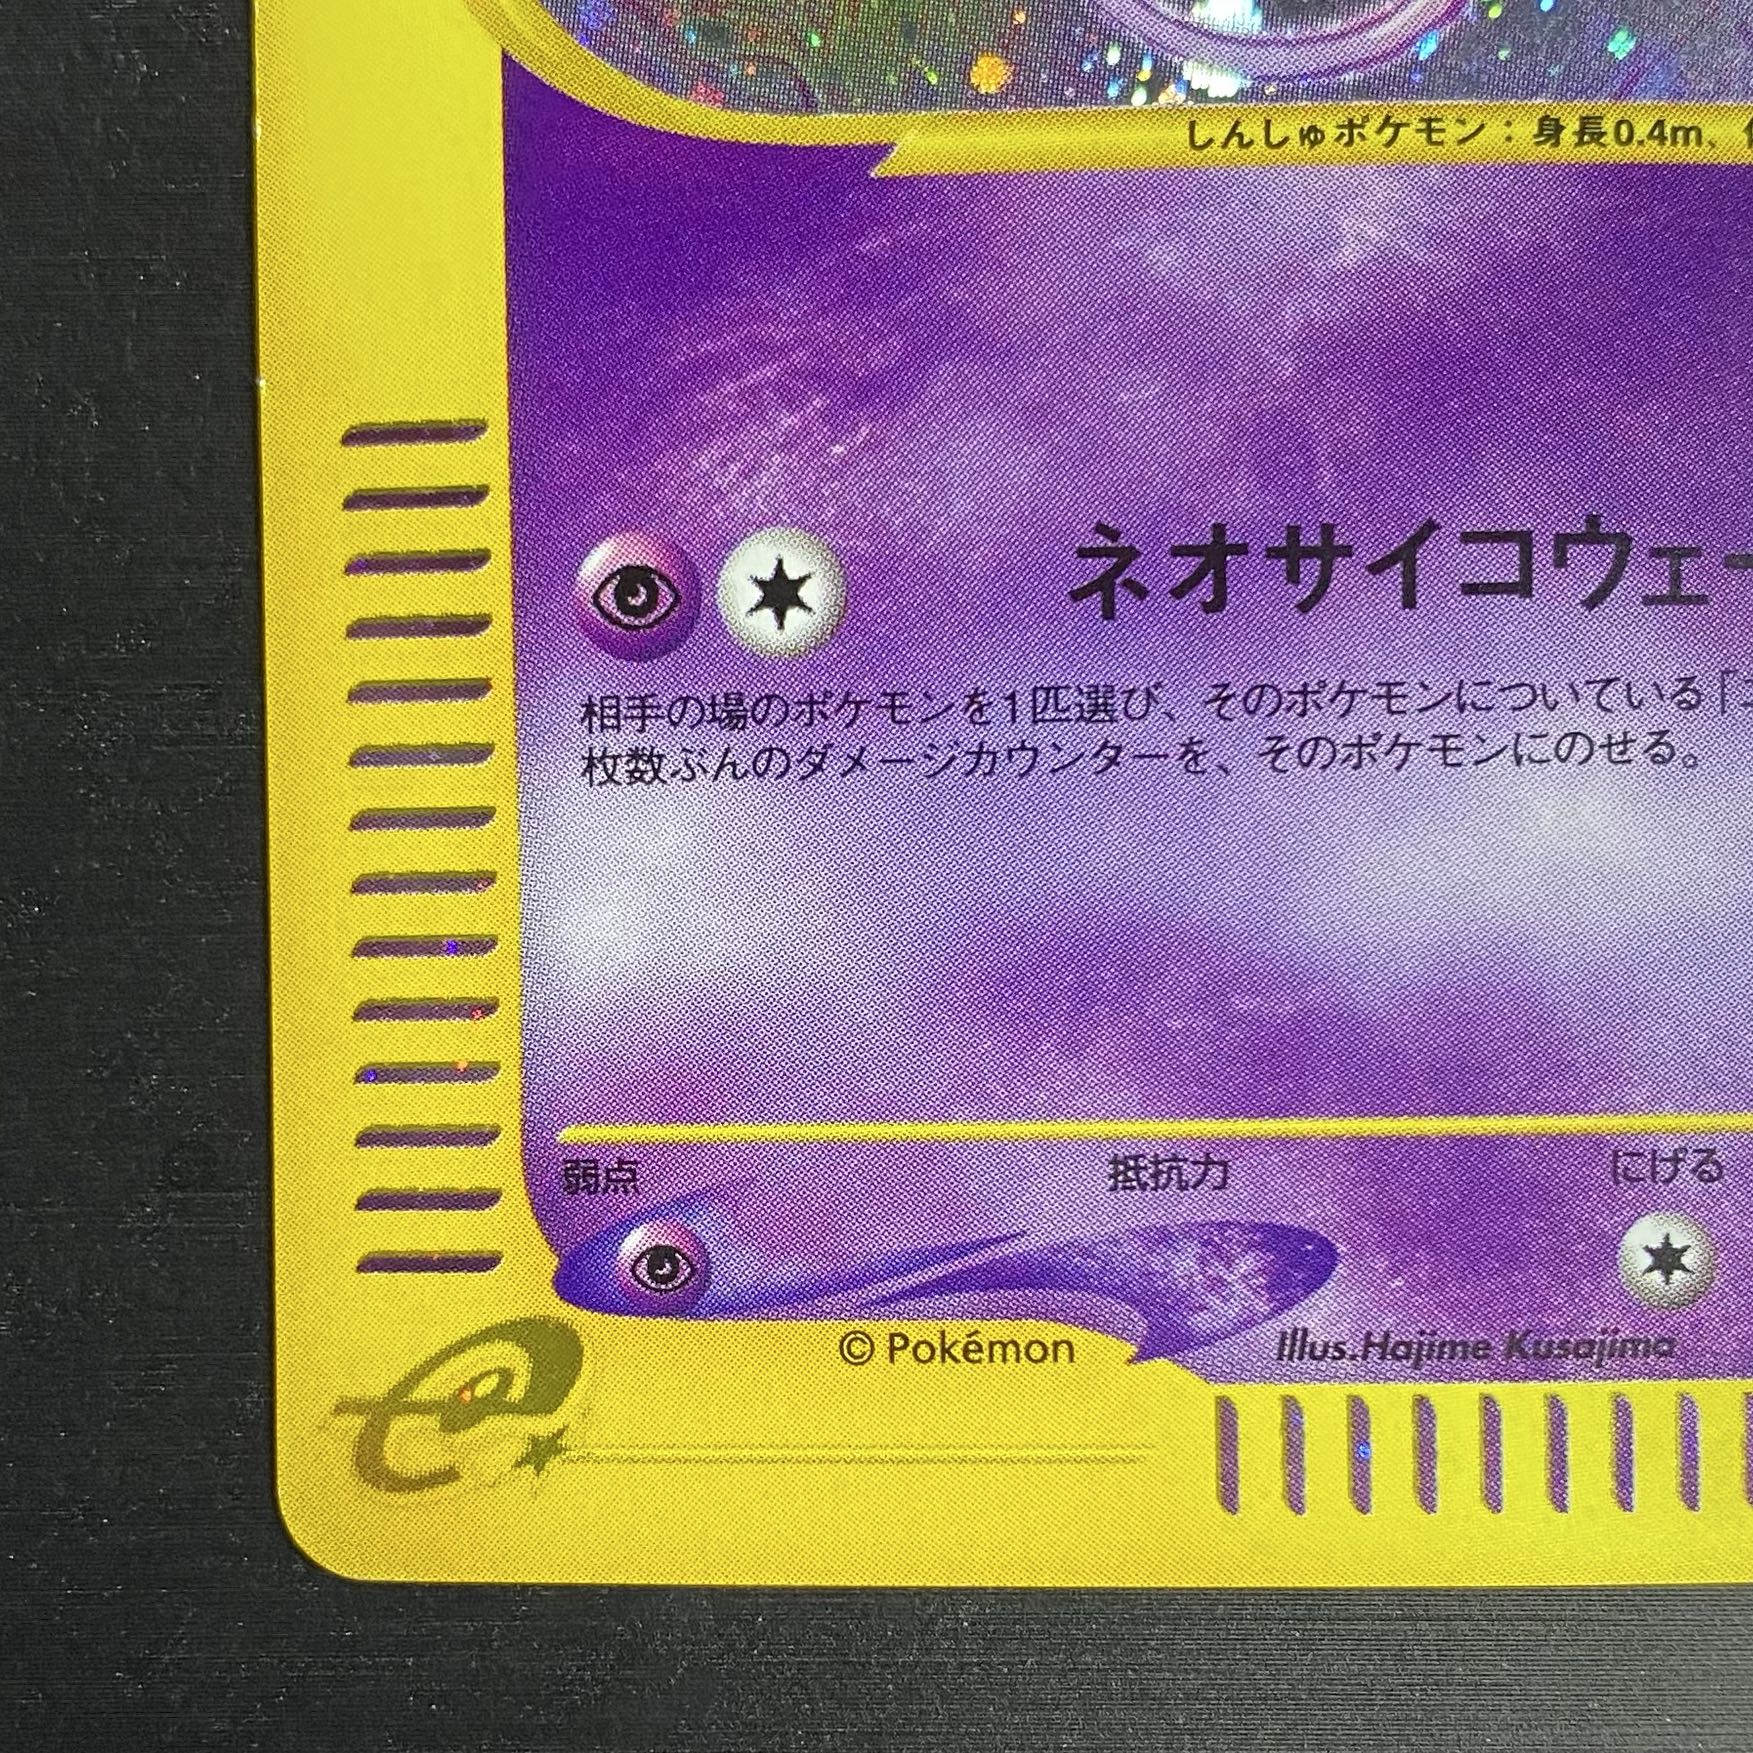 しんしゅポケモン：身長0.4m、
ネオサイコウェー
相手の場のポケモンを1匹選び、そのポケモンについている「エ
枚数ぶんのダメージカウンターを、そのポケモンにのせる。
弱点 抵抗力 にげる
© Pokémon Illus.Hajime Kusajima
e